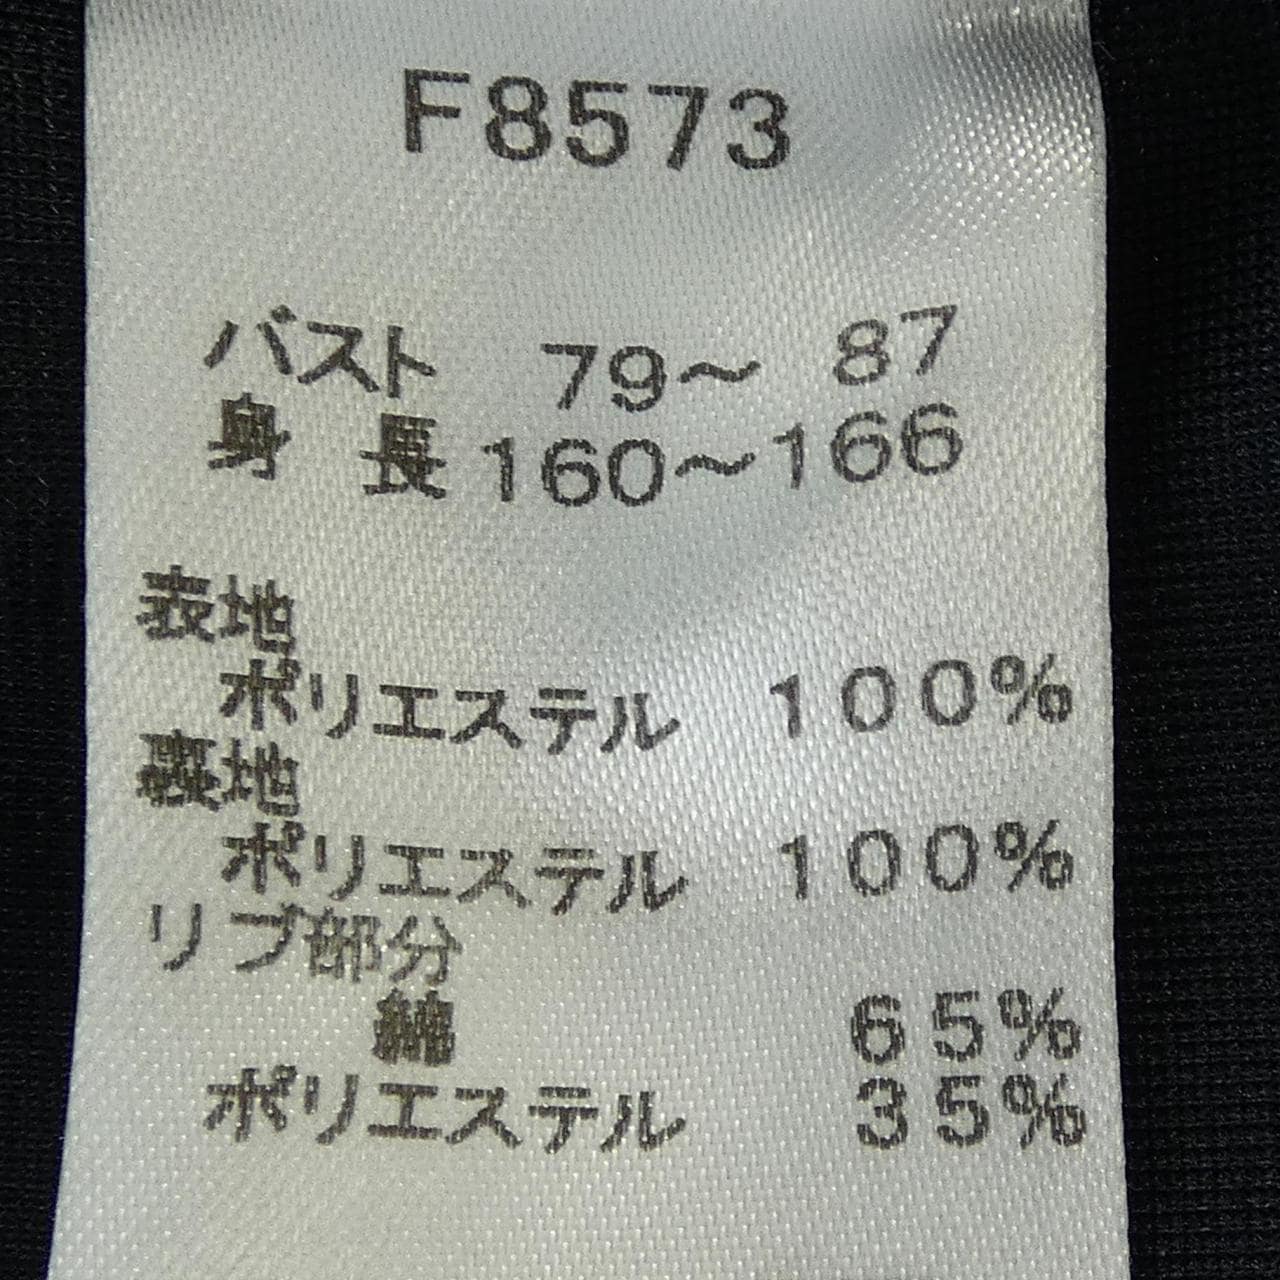 F8573
バスト 79～ 87
身 長 160～166
表地
ポリエステル 100%
裏地
ポリエステル 100%
リブ部分
綿 65%
ポリエステル 35%